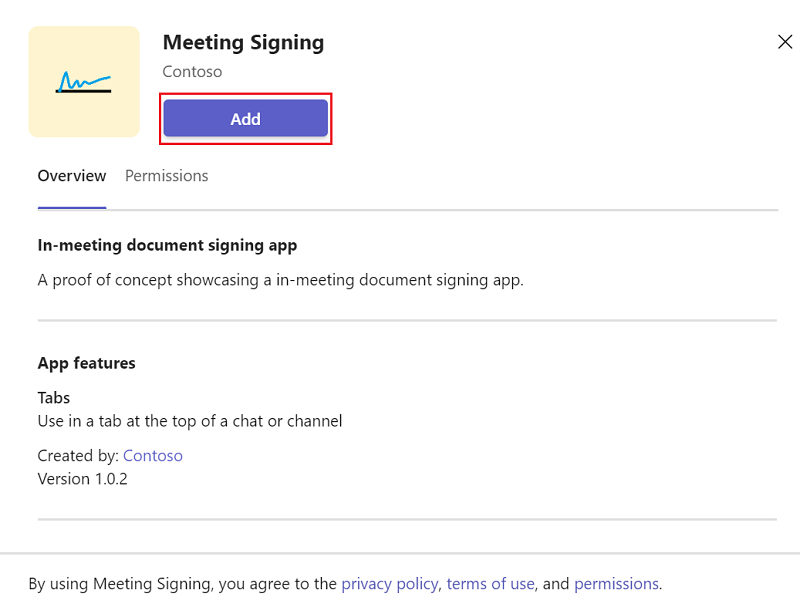 Meeting Signing
Contoso
Add
Overview Permissions
In-meeting document signing app
A proof of concept showcasing a in-meeting document signing app.
App features
Tabs
Use in a tab at the top of a chat or channel
Created by: Contoso
Version 1.0.2
By using Meeting Signing, you agree to the privacy policy, terms of use, and permissions.